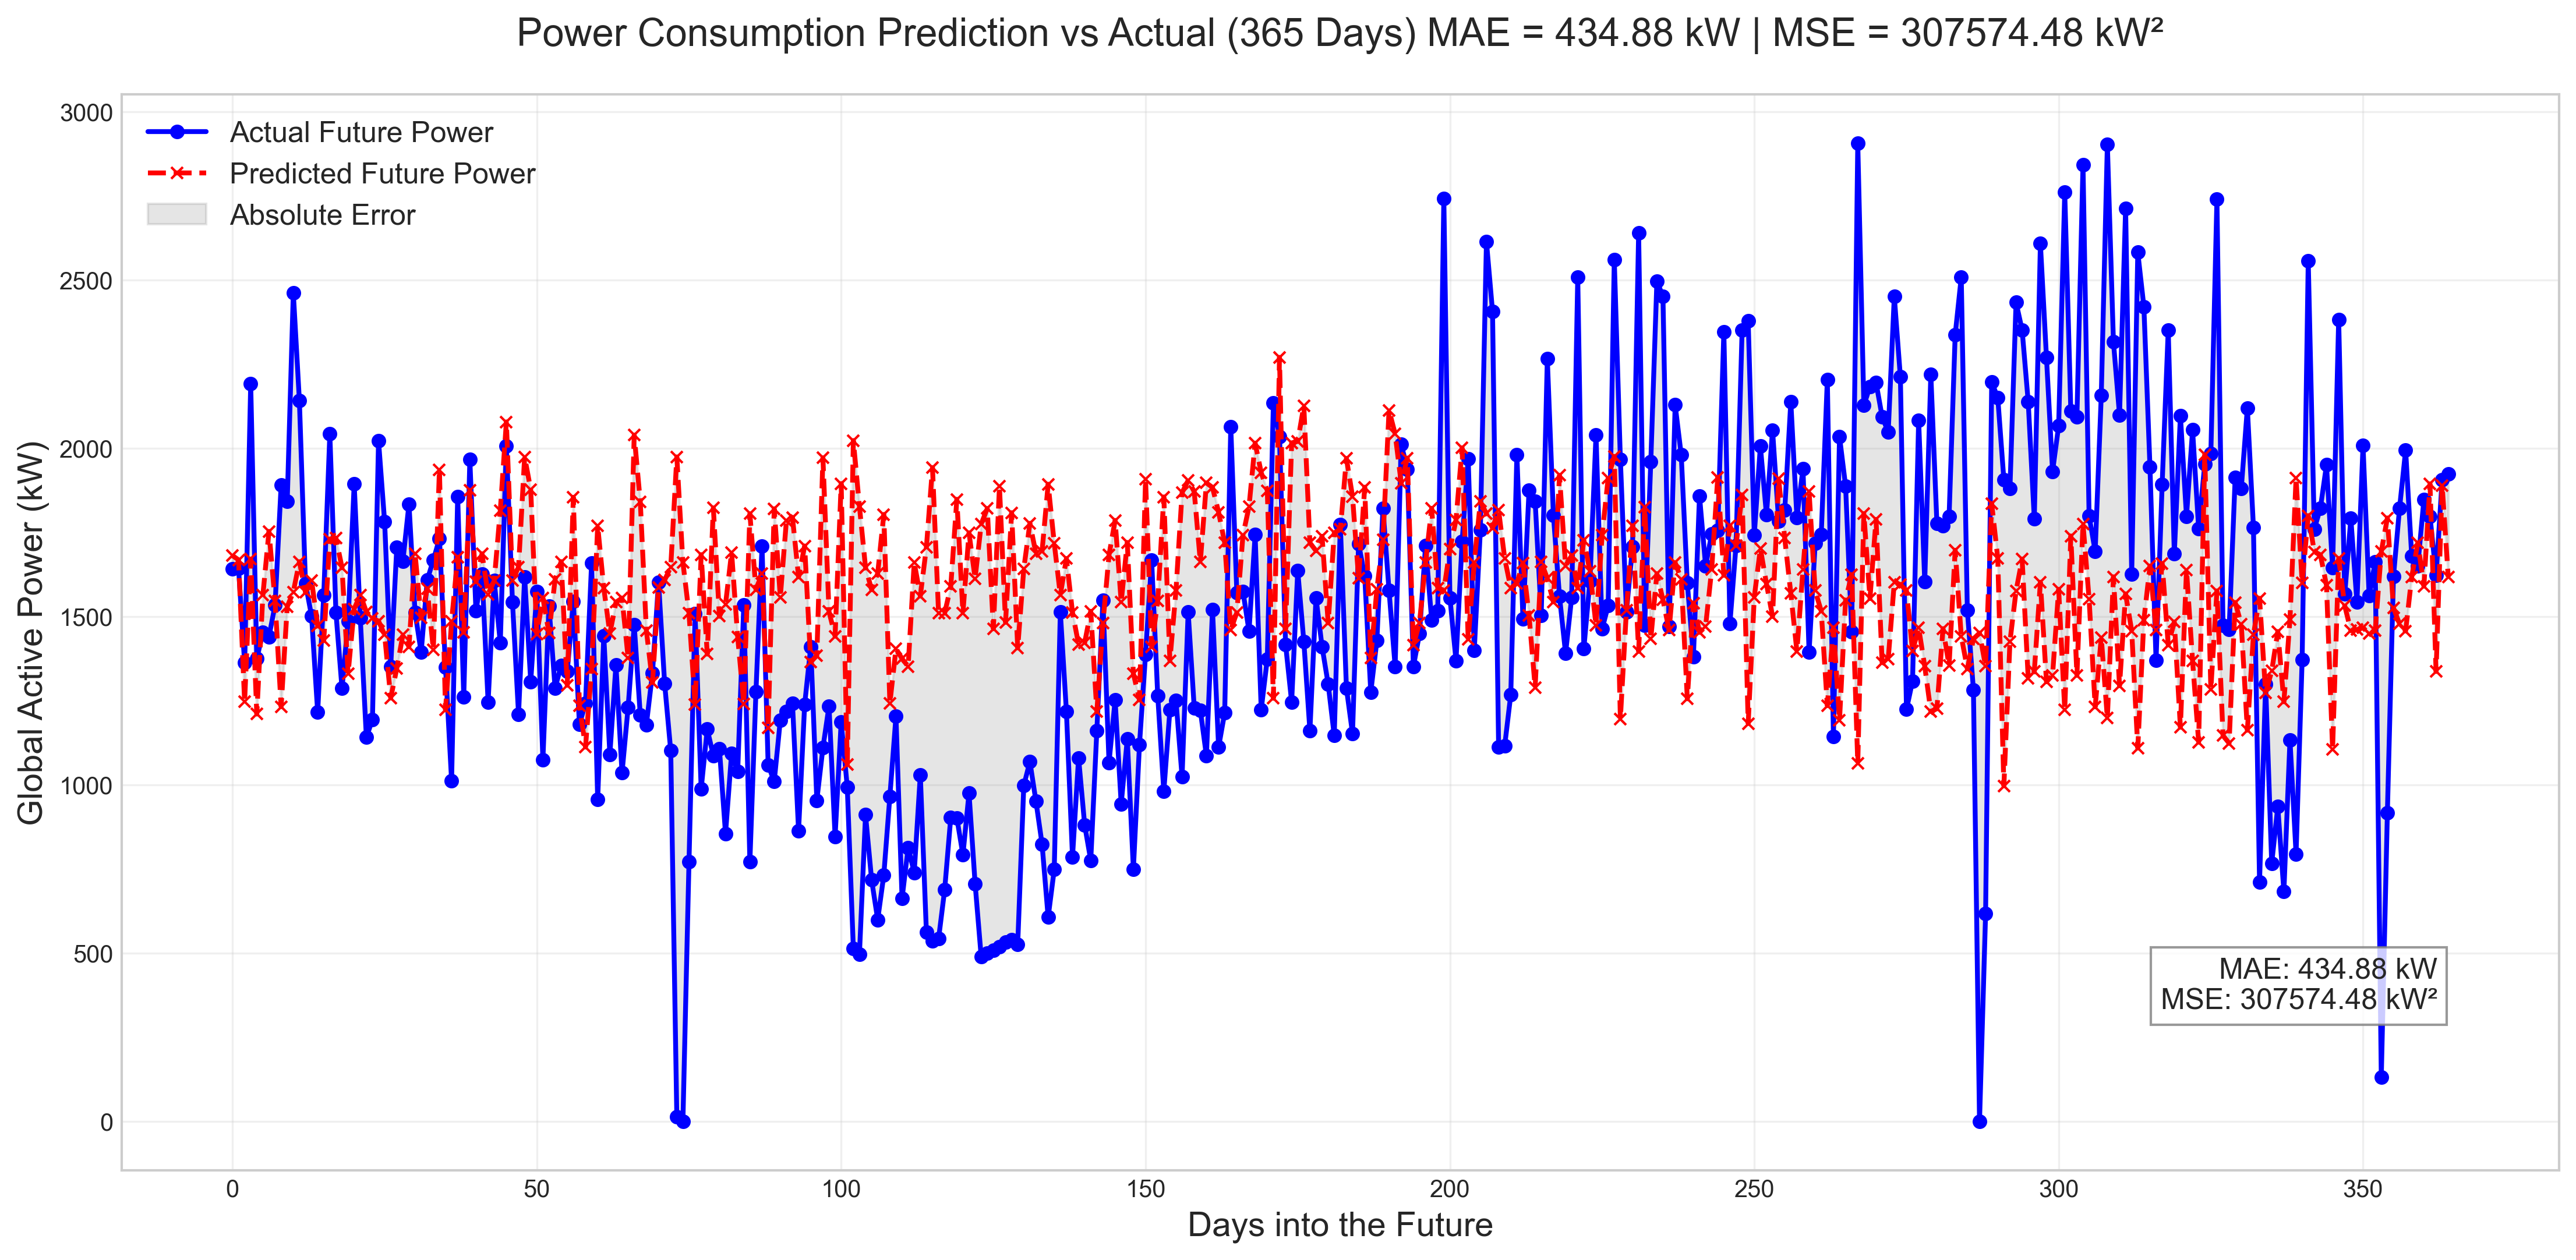 Power Consumption Prediction vs Actual (365 Days) MAE = 434.88 kW | MSE = 307574.48 kW²
Global Active Power (kW)
3000
2500
2000
1500
1000
500
0
Actual Future Power
Predicted Future Power
Absolute Error
MAE: 434.88 kW
MSE: 307574.48 kW²
0 50 100 150 200 250 300 350
Days into the Future